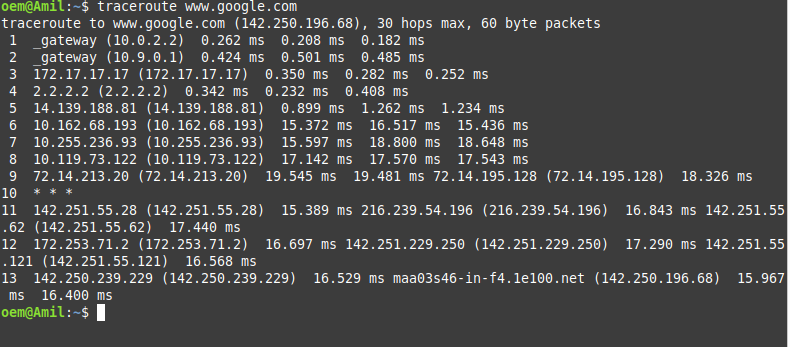 oem@Amil:~$ traceroute www.google.com
traceroute to www.google.com (142.250.196.68), 30 hops max, 60 byte packets
 1  _gateway (10.0.2.2)  0.262 ms  0.208 ms  0.182 ms
 2  _gateway (10.9.0.1)  0.424 ms  0.501 ms  0.485 ms
 3  172.17.17.17 (172.17.17.17)  0.350 ms  0.282 ms  0.252 ms
 4  2.2.2.2 (2.2.2.2)  0.342 ms  0.232 ms  0.408 ms
 5  14.139.188.81 (14.139.188.81)  0.899 ms  1.262 ms  1.234 ms
 6  10.162.68.193 (10.162.68.193)  15.372 ms  16.517 ms  15.436 ms
 7  10.255.236.93 (10.255.236.93)  15.597 ms  18.800 ms  18.648 ms
 8  10.119.73.122 (10.119.73.122)  17.142 ms  17.570 ms  17.543 ms
 9  72.14.213.20 (72.14.213.20)  19.545 ms  19.481 ms 72.14.195.128 (72.14.195.128)  18.326 ms
10  * * *
11  142.251.55.28 (142.251.55.28)  15.389 ms 216.239.54.196 (216.239.54.196)  16.843 ms 142.251.55
.62 (142.251.55.62)  17.440 ms
12  172.253.71.2 (172.253.71.2)  16.697 ms 142.251.229.250 (142.251.229.250)  17.290 ms 142.251.55
.121 (142.251.55.121)  16.568 ms
13  142.250.239.229 (142.250.239.229)  16.529 ms maa03s46-in-f4.1e100.net (142.250.196.68)  15.967
 ms  16.400 ms
oem@Amil:~$